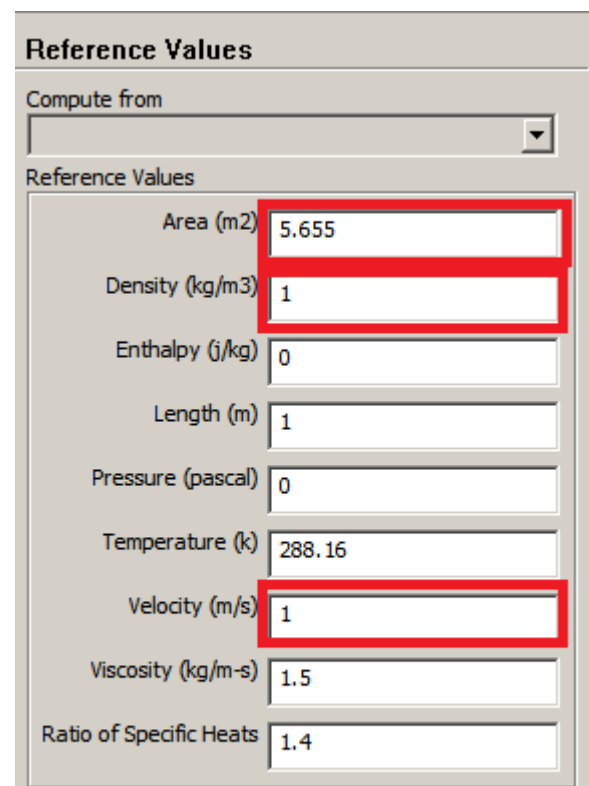 Reference Values
Compute from
Reference Values
Area (m2) 5.655
Density (kg/m3) 1
Enthalpy (j/kg) 0
Length (m) 1
Pressure (pascal) 0
Temperature (k) 288.16
Velocity (m/s) 1
Viscosity (kg/m-s) 1.5
Ratio of Specific Heats 1.4